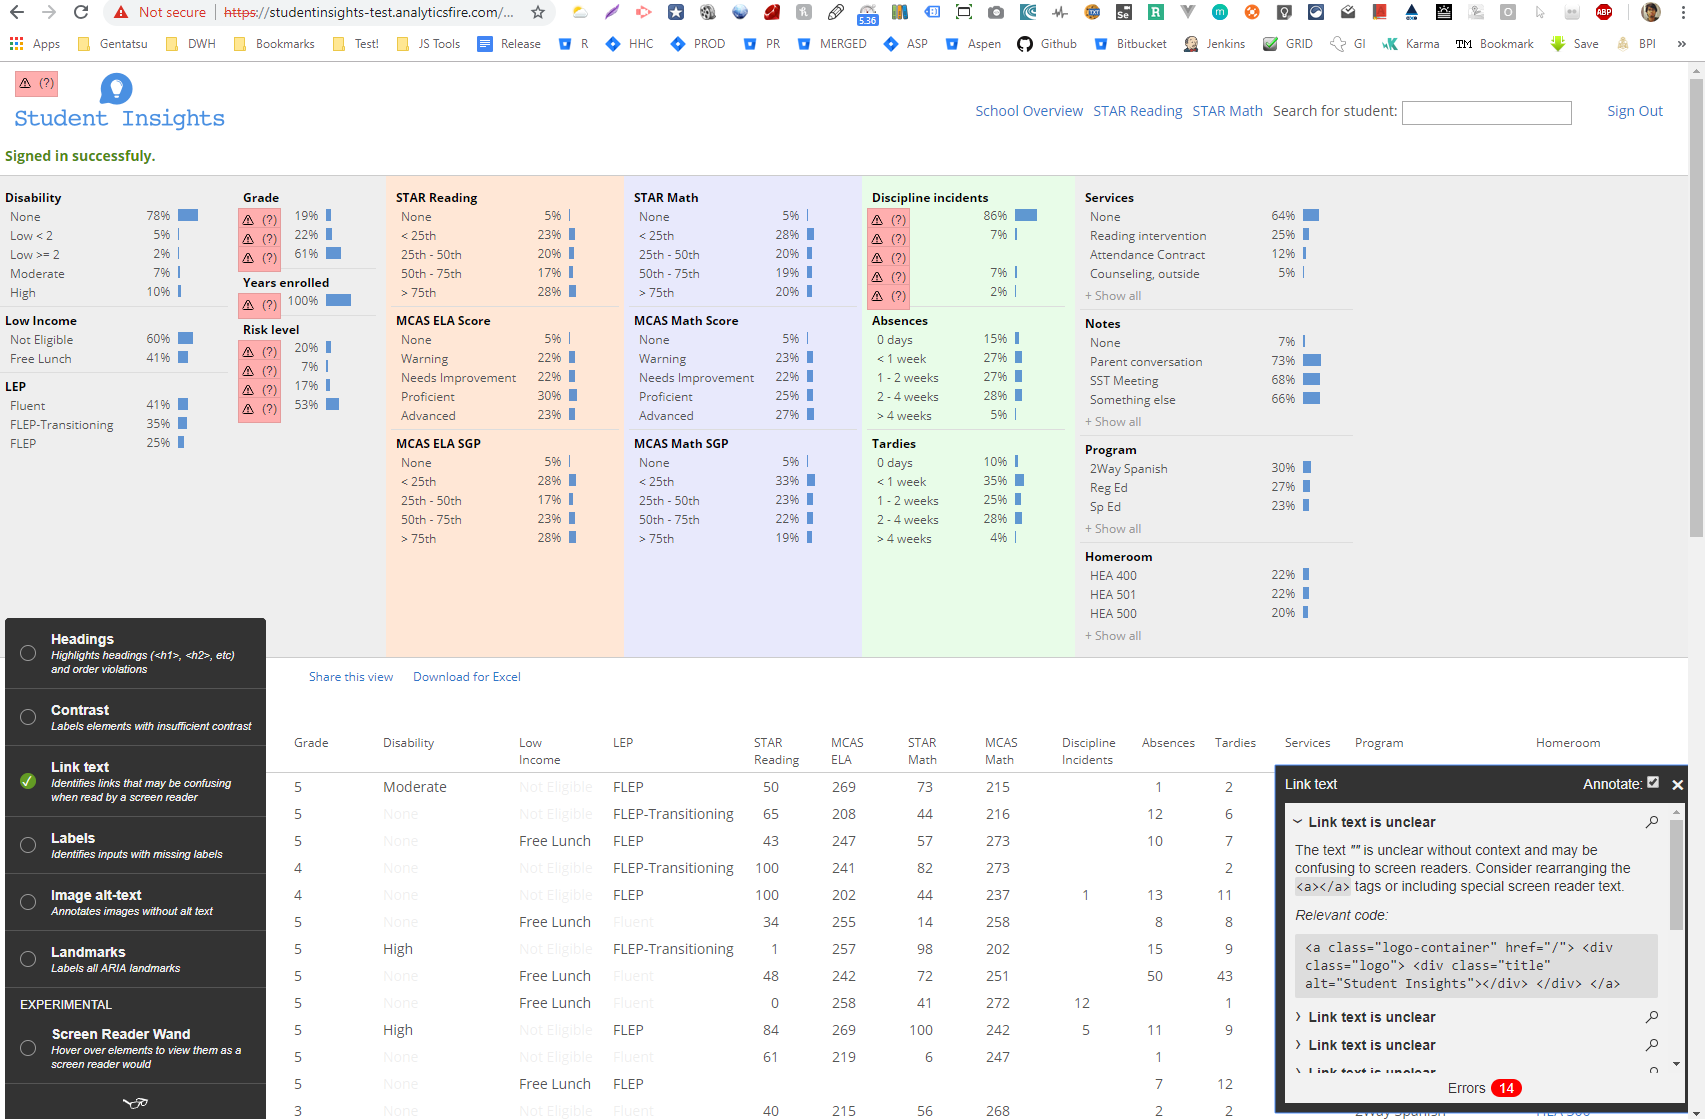 Not secure | https://studentinsights-test.analyticsfire.com/...
5.36
Apps Gentatsu DWH Bookmarks Test! JS Tools Release R HHC PROD PR MERGED ASP Aspen Github Bitbucket Jenkins GRID GI Karma TM Bookmark Save BPI »
(?)
Student Insights
School Overview STAR Reading STAR Math Search for student: Sign Out
Signed in successfuly.
Disability
None 78%
Low < 2 5%
Low >= 2 2%
Moderate 7%
High 10%
Low Income
Not Eligible 60%
Free Lunch 41%
LEP
Fluent 41%
FLEP-Transitioning 35%
FLEP 25%
Grade
(?) 19%
(?) 22%
(?) 61%
Years enrolled
(?) 100%
Risk level
(?) 20%
(?) 7%
(?) 17%
(?) 53%
STAR Reading
None 5%
< 25th 23%
25th - 50th 20%
50th - 75th 17%
> 75th 28%
MCAS ELA Score
None 5%
Warning 22%
Needs Improvement 22%
Proficient 30%
Advanced 23%
MCAS ELA SGP
None 5%
< 25th 28%
25th - 50th 17%
50th - 75th 23%
> 75th 28%
STAR Math
None 5%
< 25th 28%
25th - 50th 20%
50th - 75th 19%
> 75th 20%
MCAS Math Score
None 5%
Warning 23%
Needs Improvement 22%
Proficient 25%
Advanced 27%
MCAS Math SGP
None 5%
< 25th 33%
25th - 50th 23%
50th - 75th 22%
> 75th 19%
Discipline incidents
(?) 86%
(?) 7%
(?)
(?) 7%
(?) 2%
Absences
0 days 15%
< 1 week 27%
1 - 2 weeks 27%
2 - 4 weeks 28%
> 4 weeks 5%
Tardies
0 days 10%
< 1 week 35%
1 - 2 weeks 25%
2 - 4 weeks 28%
> 4 weeks 4%
Services
None 64%
Reading intervention 25%
Attendance Contract 12%
Counseling, outside 5%
+ Show all
Notes
None 7%
Parent conversation 73%
SST Meeting 68%
Something else 66%
+ Show all
Program
2Way Spanish 30%
Reg Ed 27%
Sp Ed 23%
+ Show all
Homeroom
HEA 400 22%
HEA 501 22%
HEA 500 20%
+ Show all
Headings
Highlights headings (<h1>, <h2>, etc)
and order violations
Contrast
Labels elements with insufficient contrast
Link text
Identifies links that may be confusing
when read by a screen reader
Labels
Identifies inputs with missing labels
Image alt-text
Annotates images without alt text
Landmarks
Labels all ARIA landmarks
EXPERIMENTAL
Screen Reader Wand
Hover over elements to view them as a
screen reader would
Share this view Download for Excel
Grade Disability Low Income LEP STAR Reading MCAS ELA STAR Math MCAS Math Discipline Incidents Absences Tardies Services Program Homeroom
5 Moderate Not Eligible FLEP 50 269 73 215 1 2
5 None Not Eligible FLEP-Transitioning 65 208 44 216 12 6
5 None Free Lunch FLEP 43 247 57 273 10 7
4 None Not Eligible FLEP-Transitioning 100 241 82 273 2
4 None Not Eligible FLEP 100 202 44 237 1 13 11
5 None Free Lunch Fluent 34 255 14 258 8 8
5 High Not Eligible FLEP-Transitioning 1 257 98 202 15 9
5 None Free Lunch Fluent 48 242 72 251 50 43
5 None Free Lunch Fluent 0 258 41 272 12 1
5 High Not Eligible FLEP 84 269 100 242 5 11 9
5 None Not Eligible Fluent 61 219 6 247 1
5 None Free Lunch FLEP 7 12
3 None Not Eligible Fluent 40 215 56 268 2 2 2Way Spanish HEA 500
Link text Annotate:
Link text is unclear
The text "" is unclear without context and may be
confusing to screen readers. Consider rearranging the
<a></a> tags or including special screen reader text.
Relevant code:
<a class="logo-container" href="/"> <div
class="logo"> <div class="title"
alt="Student Insights"></div> </div> </a>
Link text is unclear
Link text is unclear
Link text is unclear
Errors 14